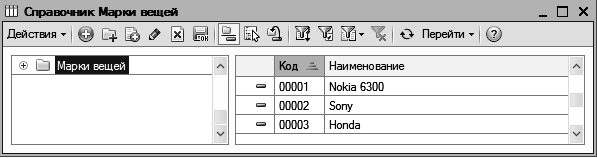 Справочник Марки вещей
Действия Перейти
Марки вещей
Код Наименование
00001 Nokia 6300
00002 Sony
00003 Honda